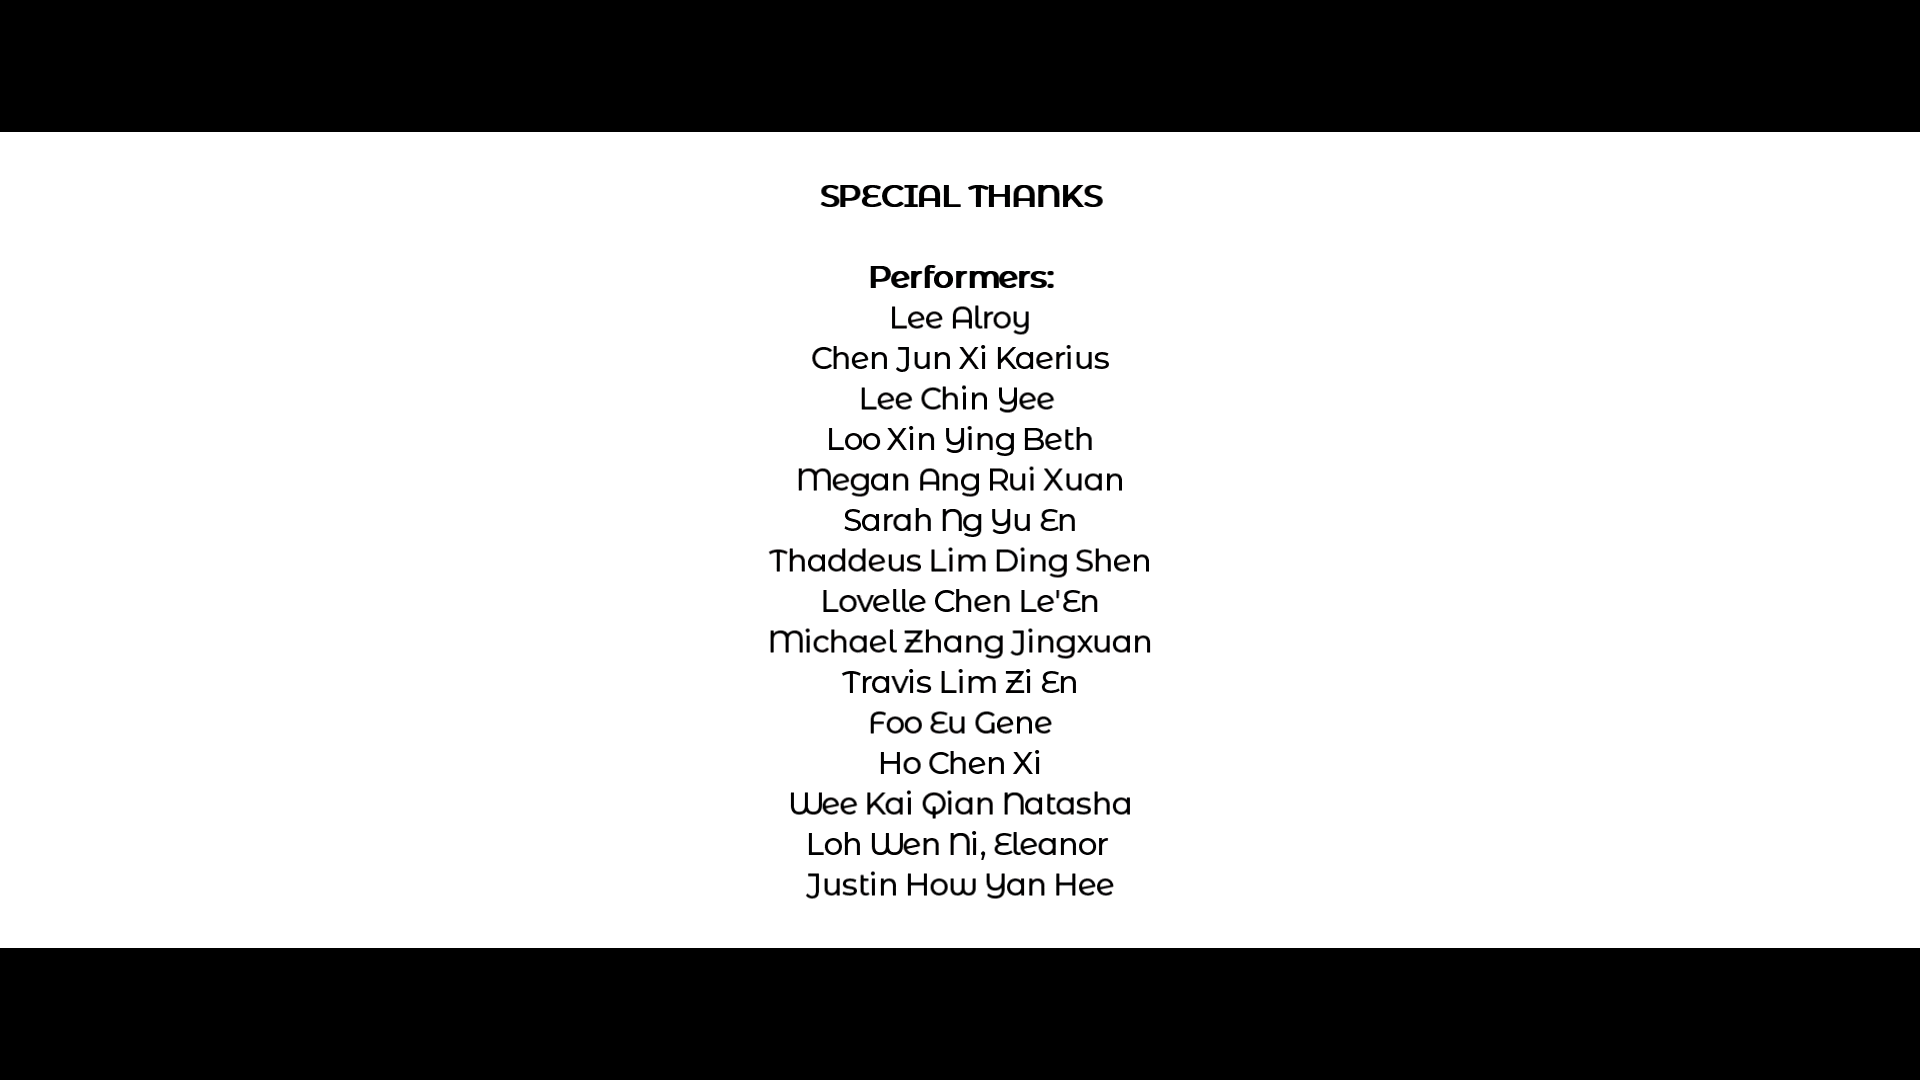 SPECIAL THANKS
Performers:
Lee Alroy
Chen Jun Xi Kaerius
Lee Chin Yee
Loo Xin Ying Beth
Megan Ang Rui Xuan
Sarah Ng Yu En
Thaddeus Lim Ding Shen
Lovelle Chen Le'En
Michael Zhang Jingxuan
Travis Lim Zi En
Foo Eu Gene
Ho Chen Xi
Wee Kai Qian Natasha
Loh Wen Ni, Eleanor
Justin How Yan Hee